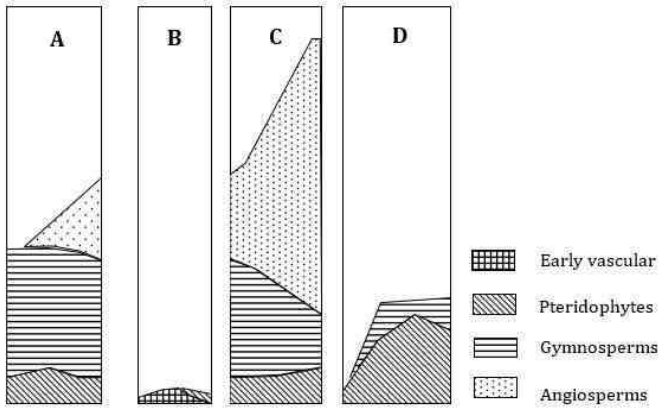 A
B
C
D
Early vascular
Pteridophytes
Gymnosperms
Angiosperms